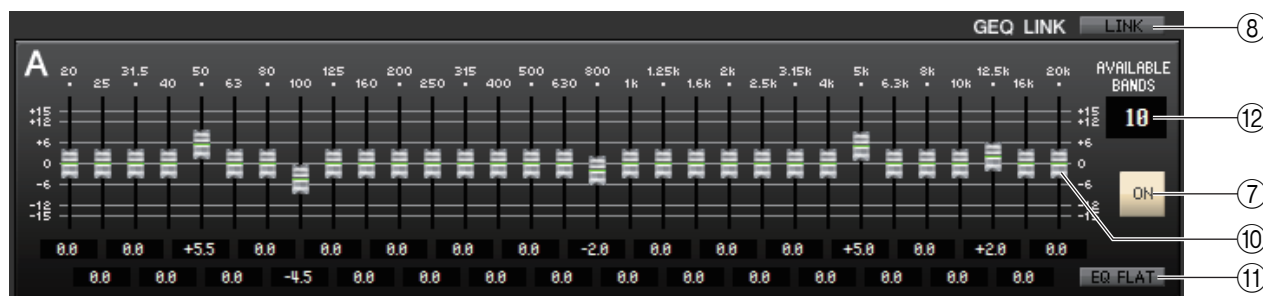 GEQ LINK LINK ⑧
A 20 31.5 50 80 125 200 315 500 800 1.25k 2k 3.15k 5k 8k 12.5k 20k AVAILABLE
25 40 63 100 160 250 400 630 1k 1.6k 2.5k 4k 6.3k 10k 16k BANDS
+15 +15
+12 +12 10 ⑫
+6 +6
0 0
-6 -6 ON ⑦
-12 -12
-15 -15
⑩
0.0 0.0 +5.5 0.0 0.0 0.0 0.0 0.0 -2.0 0.0 0.0 0.0 +5.0 0.0 +2.0 0.0
0.0 0.0 0.0 -4.5 0.0 0.0 0.0 0.0 0.0 0.0 0.0 0.0 0.0 0.0 0.0 EQ FLAT ⑪